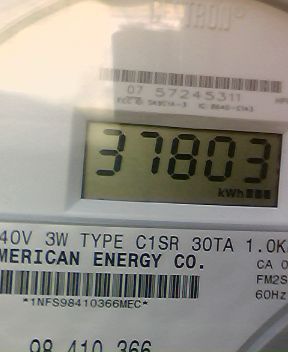 07 57245311
37803
kWh
40V 3W TYPE C1SR 30TA 1.0K
MERICAN ENERGY CO.
CA 0
FM2S
*1NFS98410366MEC*
60Hz
98 410 366